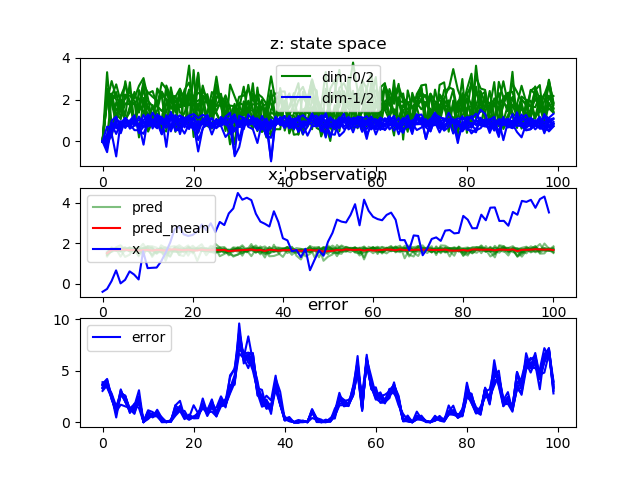 z: state space
4
2
0
dim-0/2
dim-1/2
0 20 40 60 80 100
x: observation
4
2
0
pred
pred_mean
x
0 20 40 60 80 100
error
10
5
0
error
0 20 40 60 80 100